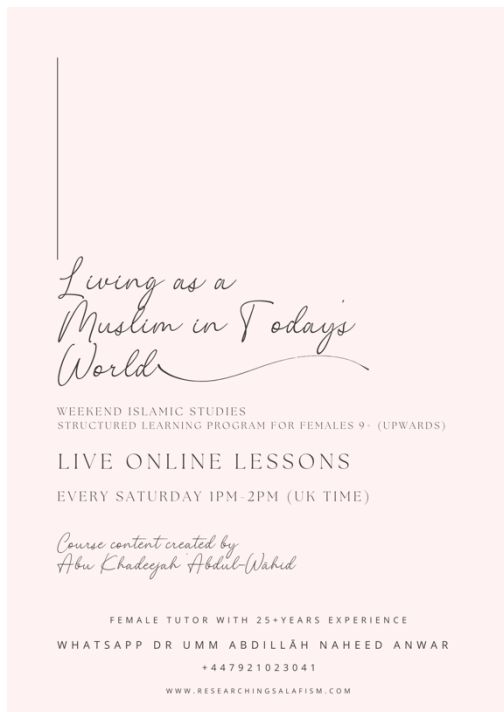 Living as a
Muslim in Today's
World
WEEKEND ISLAMIC STUDIES
STRUCTURED LEARNING PROGRAM FOR FEMALES 9+ (UPWARDS)
LIVE ONLINE LESSONS
EVERY SATURDAY 1PM-2PM (UK TIME)
Course content created by
Abu Khadeejah Abdul-Wahid
FEMALE TUTOR WITH 25+YEARS EXPERIENCE
WHATSAPP DR UMM ABDILLĀH NAHEED ANWAR
+447921023041
WWW.RESEARCHINGSALAFISM.COM